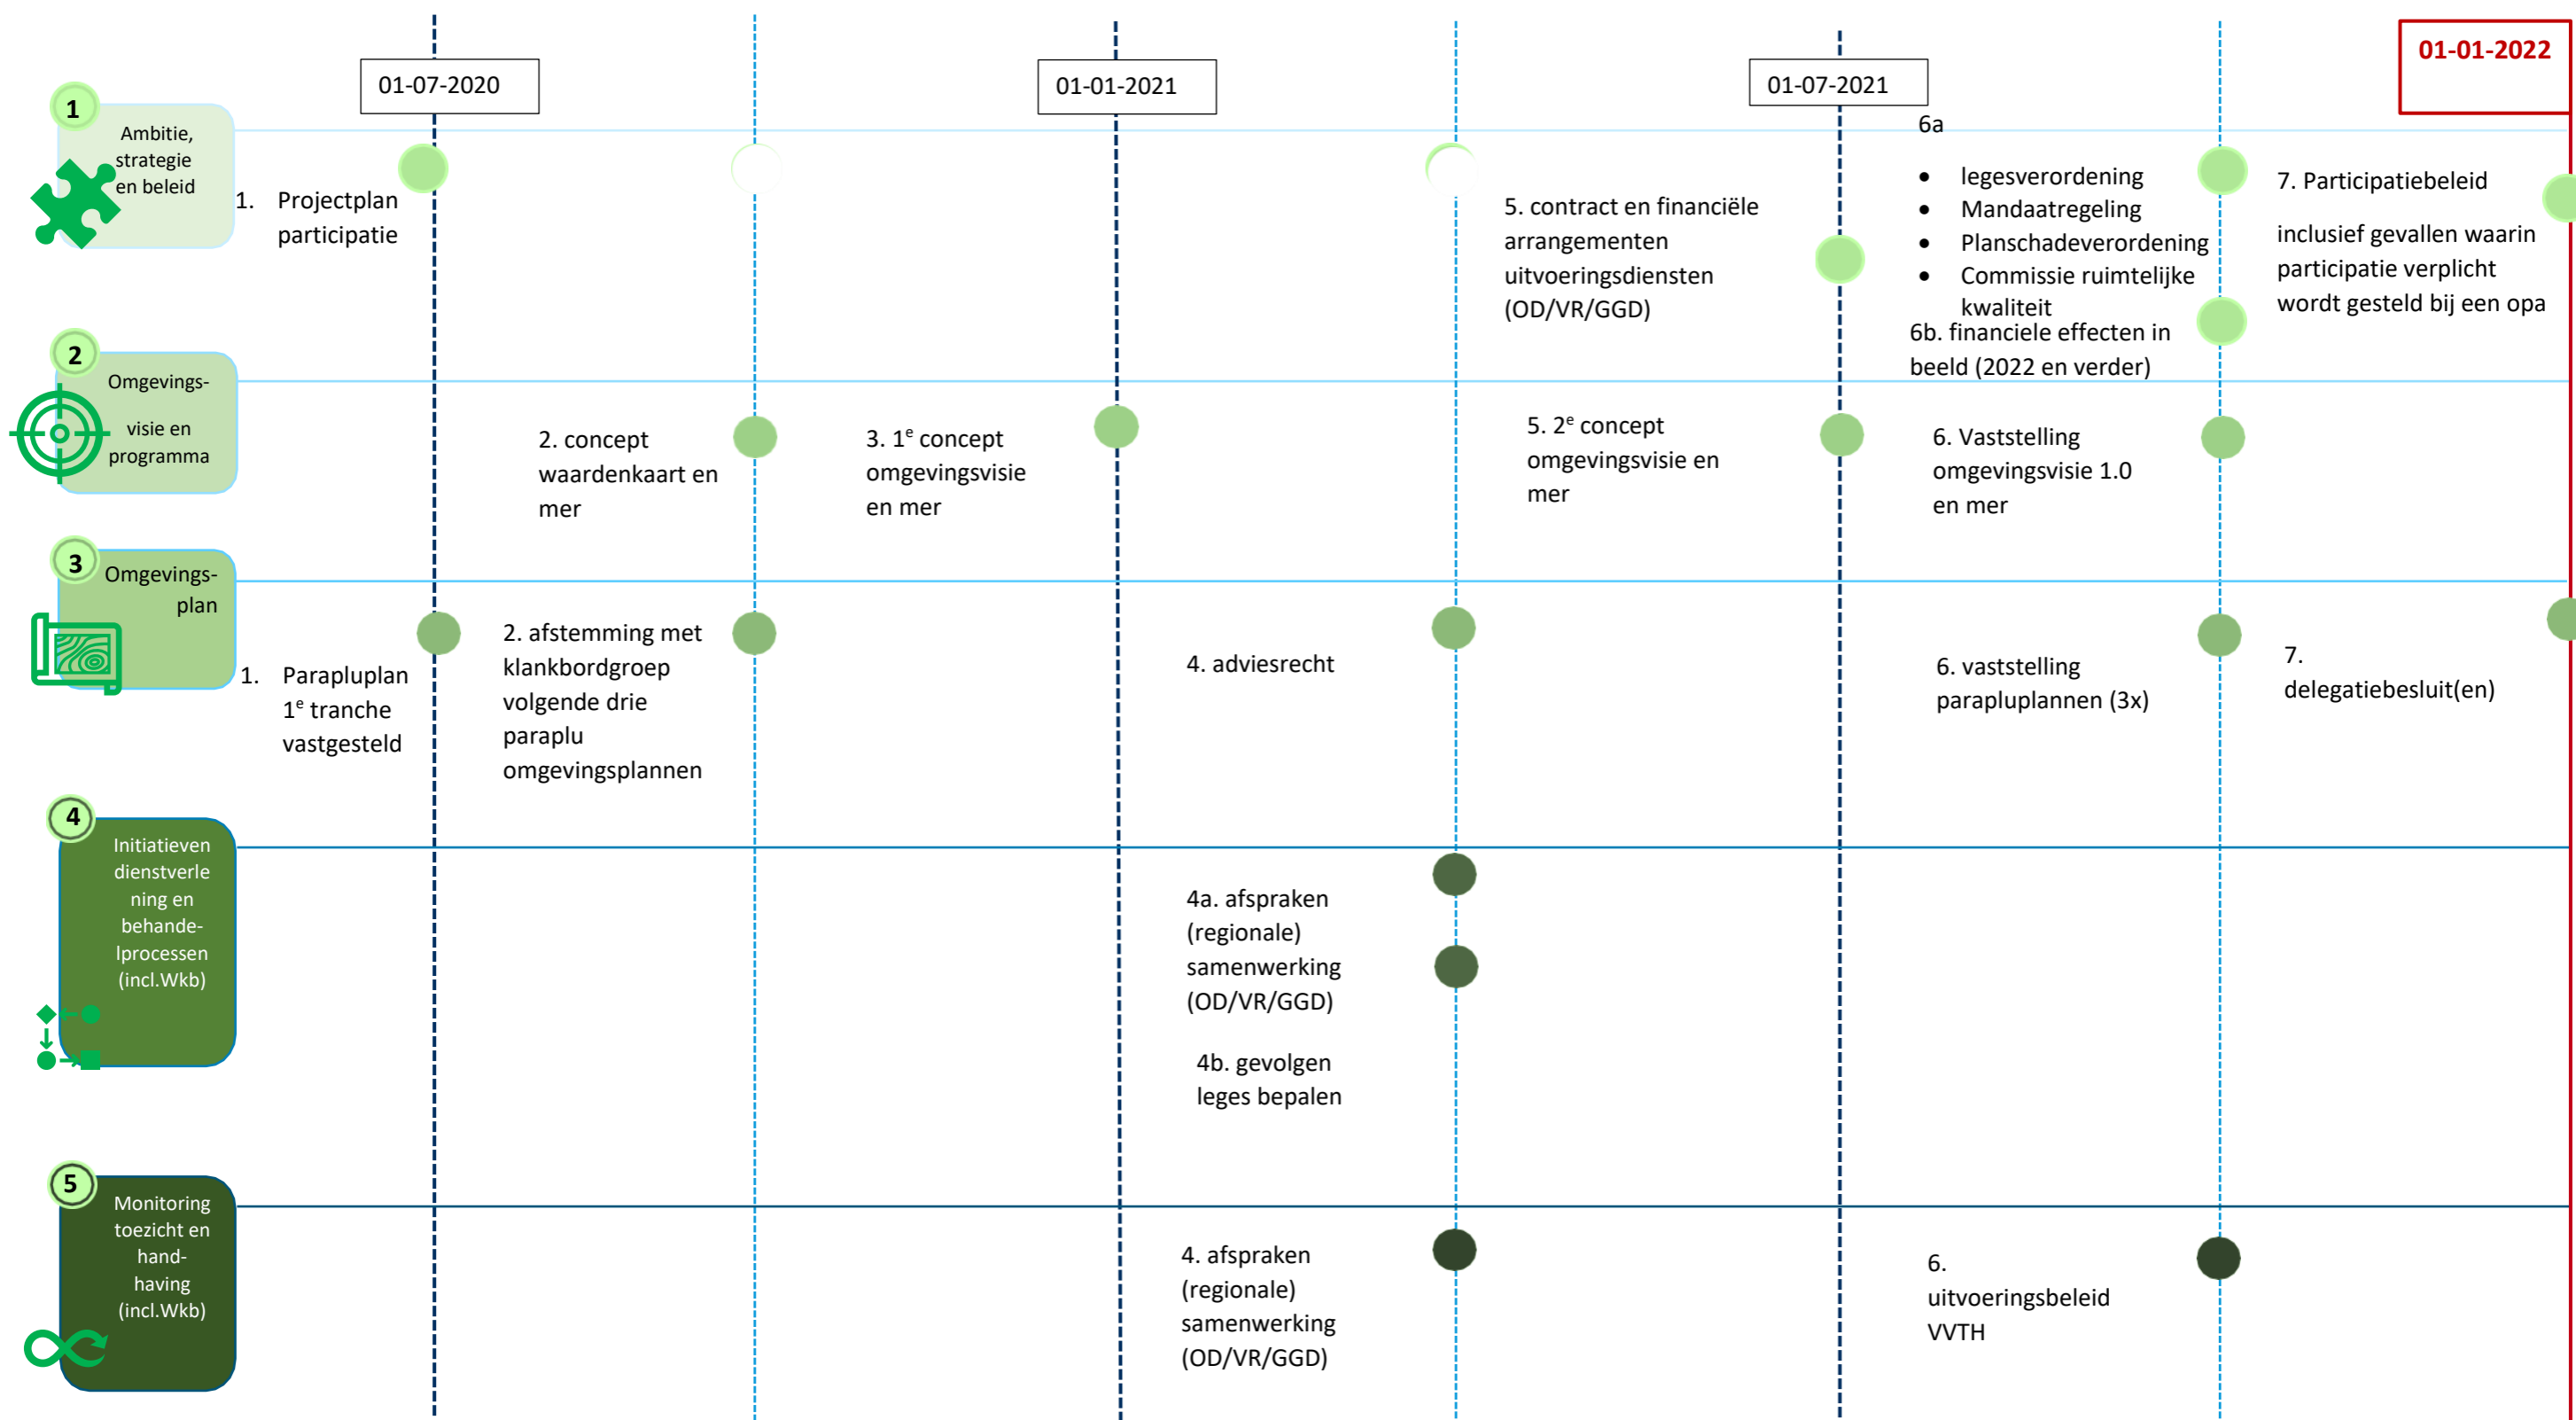 01-07-2020
01-01-2021
01-07-2021
01-01-2022
1
Ambitie,
strategie
en beleid
1. Projectplan
participatie
5. contract en financiële
arrangementen
uitvoeringsdiensten
(OD/VR/GGD)
6a
• legesverordening
• Mandaatregeling
• Planschadeverordening
• Commissie ruimtelijke
kwaliteit
6b. financiele effecten in
beeld (2022 en verder)
7. Participatiebeleid
inclusief gevallen waarin
participatie verplicht
wordt gesteld bij een opa
2
Omgevings-
visie en
programma
2. concept
waardenkaart en
mer
3. 1e concept
omgevingsvisie
en mer
5. 2e concept
omgevingsvisie en
mer
6. Vaststelling
omgevingsvisie 1.0
en mer
3
Omgevings-
plan
1. Parapluplan
1e tranche
vastgesteld
2. afstemming met
klankbordgroep
volgende drie
paraplu
omgevingsplannen
4. adviesrecht
6. vaststelling
parapluplannen (3x)
7.
delegatiebesluit(en)
4
Initiatieven
dienstverle
ning en
behande-
lprocessen
(incl.Wkb)
4a. afspraken
(regionale)
samenwerking
(OD/VR/GGD)
4b. gevolgen
leges bepalen
5
Monitoring
toezicht en
hand-
having
(incl.Wkb)
4. afspraken
(regionale)
samenwerking
(OD/VR/GGD)
6.
uitvoeringsbeleid
VVTH